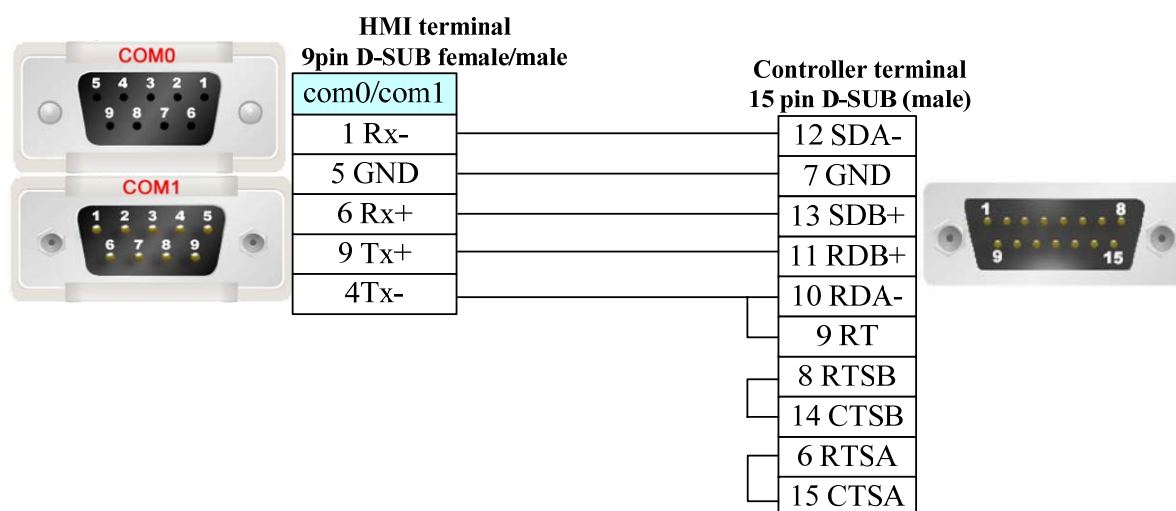 HMI terminal
9pin D-SUB female/male
COM0
5 4 3 2 1
9 8 7 6
COM1
1 2 3 4 5
6 7 8 9
com0/com1
1 Rx-
5 GND
6 Rx+
9 Tx+
4Tx-
Controller terminal
15 pin D-SUB (male)
12 SDA-
7 GND
13 SDB+
11 RDB+
10 RDA-
9 RT
8 RTSB
14 CTSB
6 RTSA
15 CTSA
1 8
9 15